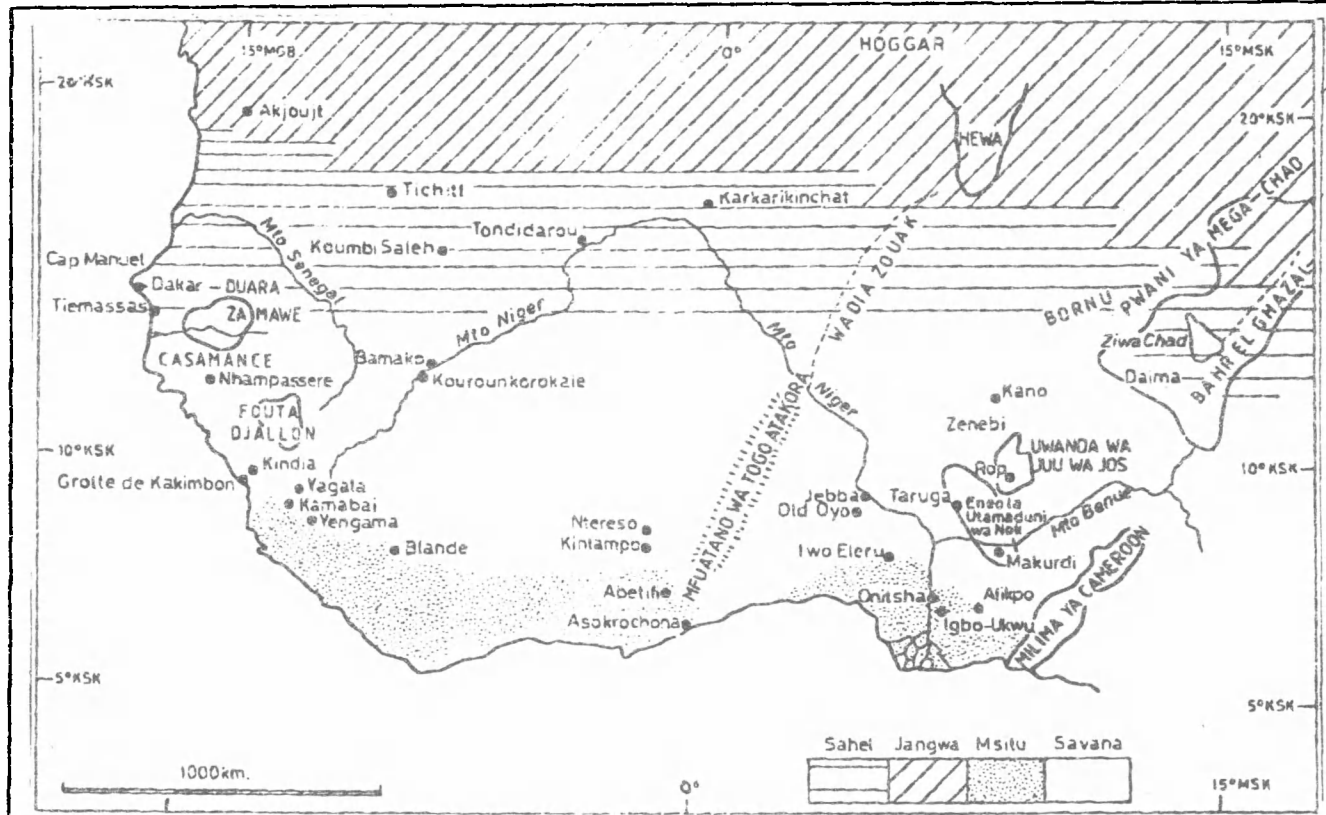 15°MGB.
0°
HOGGAR
15°MSK
20°KSK
20°KSK
Akjoujt
HEWA
Tichitt
Karkarikinchat
Tondidarou
Koumbi Saleh
Mto Senegal
WADI AZOUAK
BORNU
PWANI YA MEGA-CHAD
Cap Manuel
Dakar
DUARA
ZA MAWE
Tiemassas
Mto Niger
Mto
Niger
Ziwa Chad
BAHR EL GHAZAL
CASAMANCE
Bamako
Daima
Nhampassere
Kourounkorokale
Kano
FOUTA
DJALLON
Zenebi
10°KSK
Kindia
UWANDA WA
JUU WA JOS
10°KSK
Grotte de Kakimbon
Yagala
Rop
Kamabai
Yengama
Jebba
Taruga
Eneo la
Utamaduni
wa Nok
Mto Benue
Old Oyo
Ntereso
Kintampo
MFUATANO WA TOGO ATAKORA
Blande
Iwo Eleru
Makurdi
Abetifi
Onitsha
Afikpo
Asokrochona
Igbo-Ukwu
MILIMA YA CAMEROON
5°KSK
5°KSK
Sahel Jangwa Msitu Savana
1000km.
0°
15°MSK